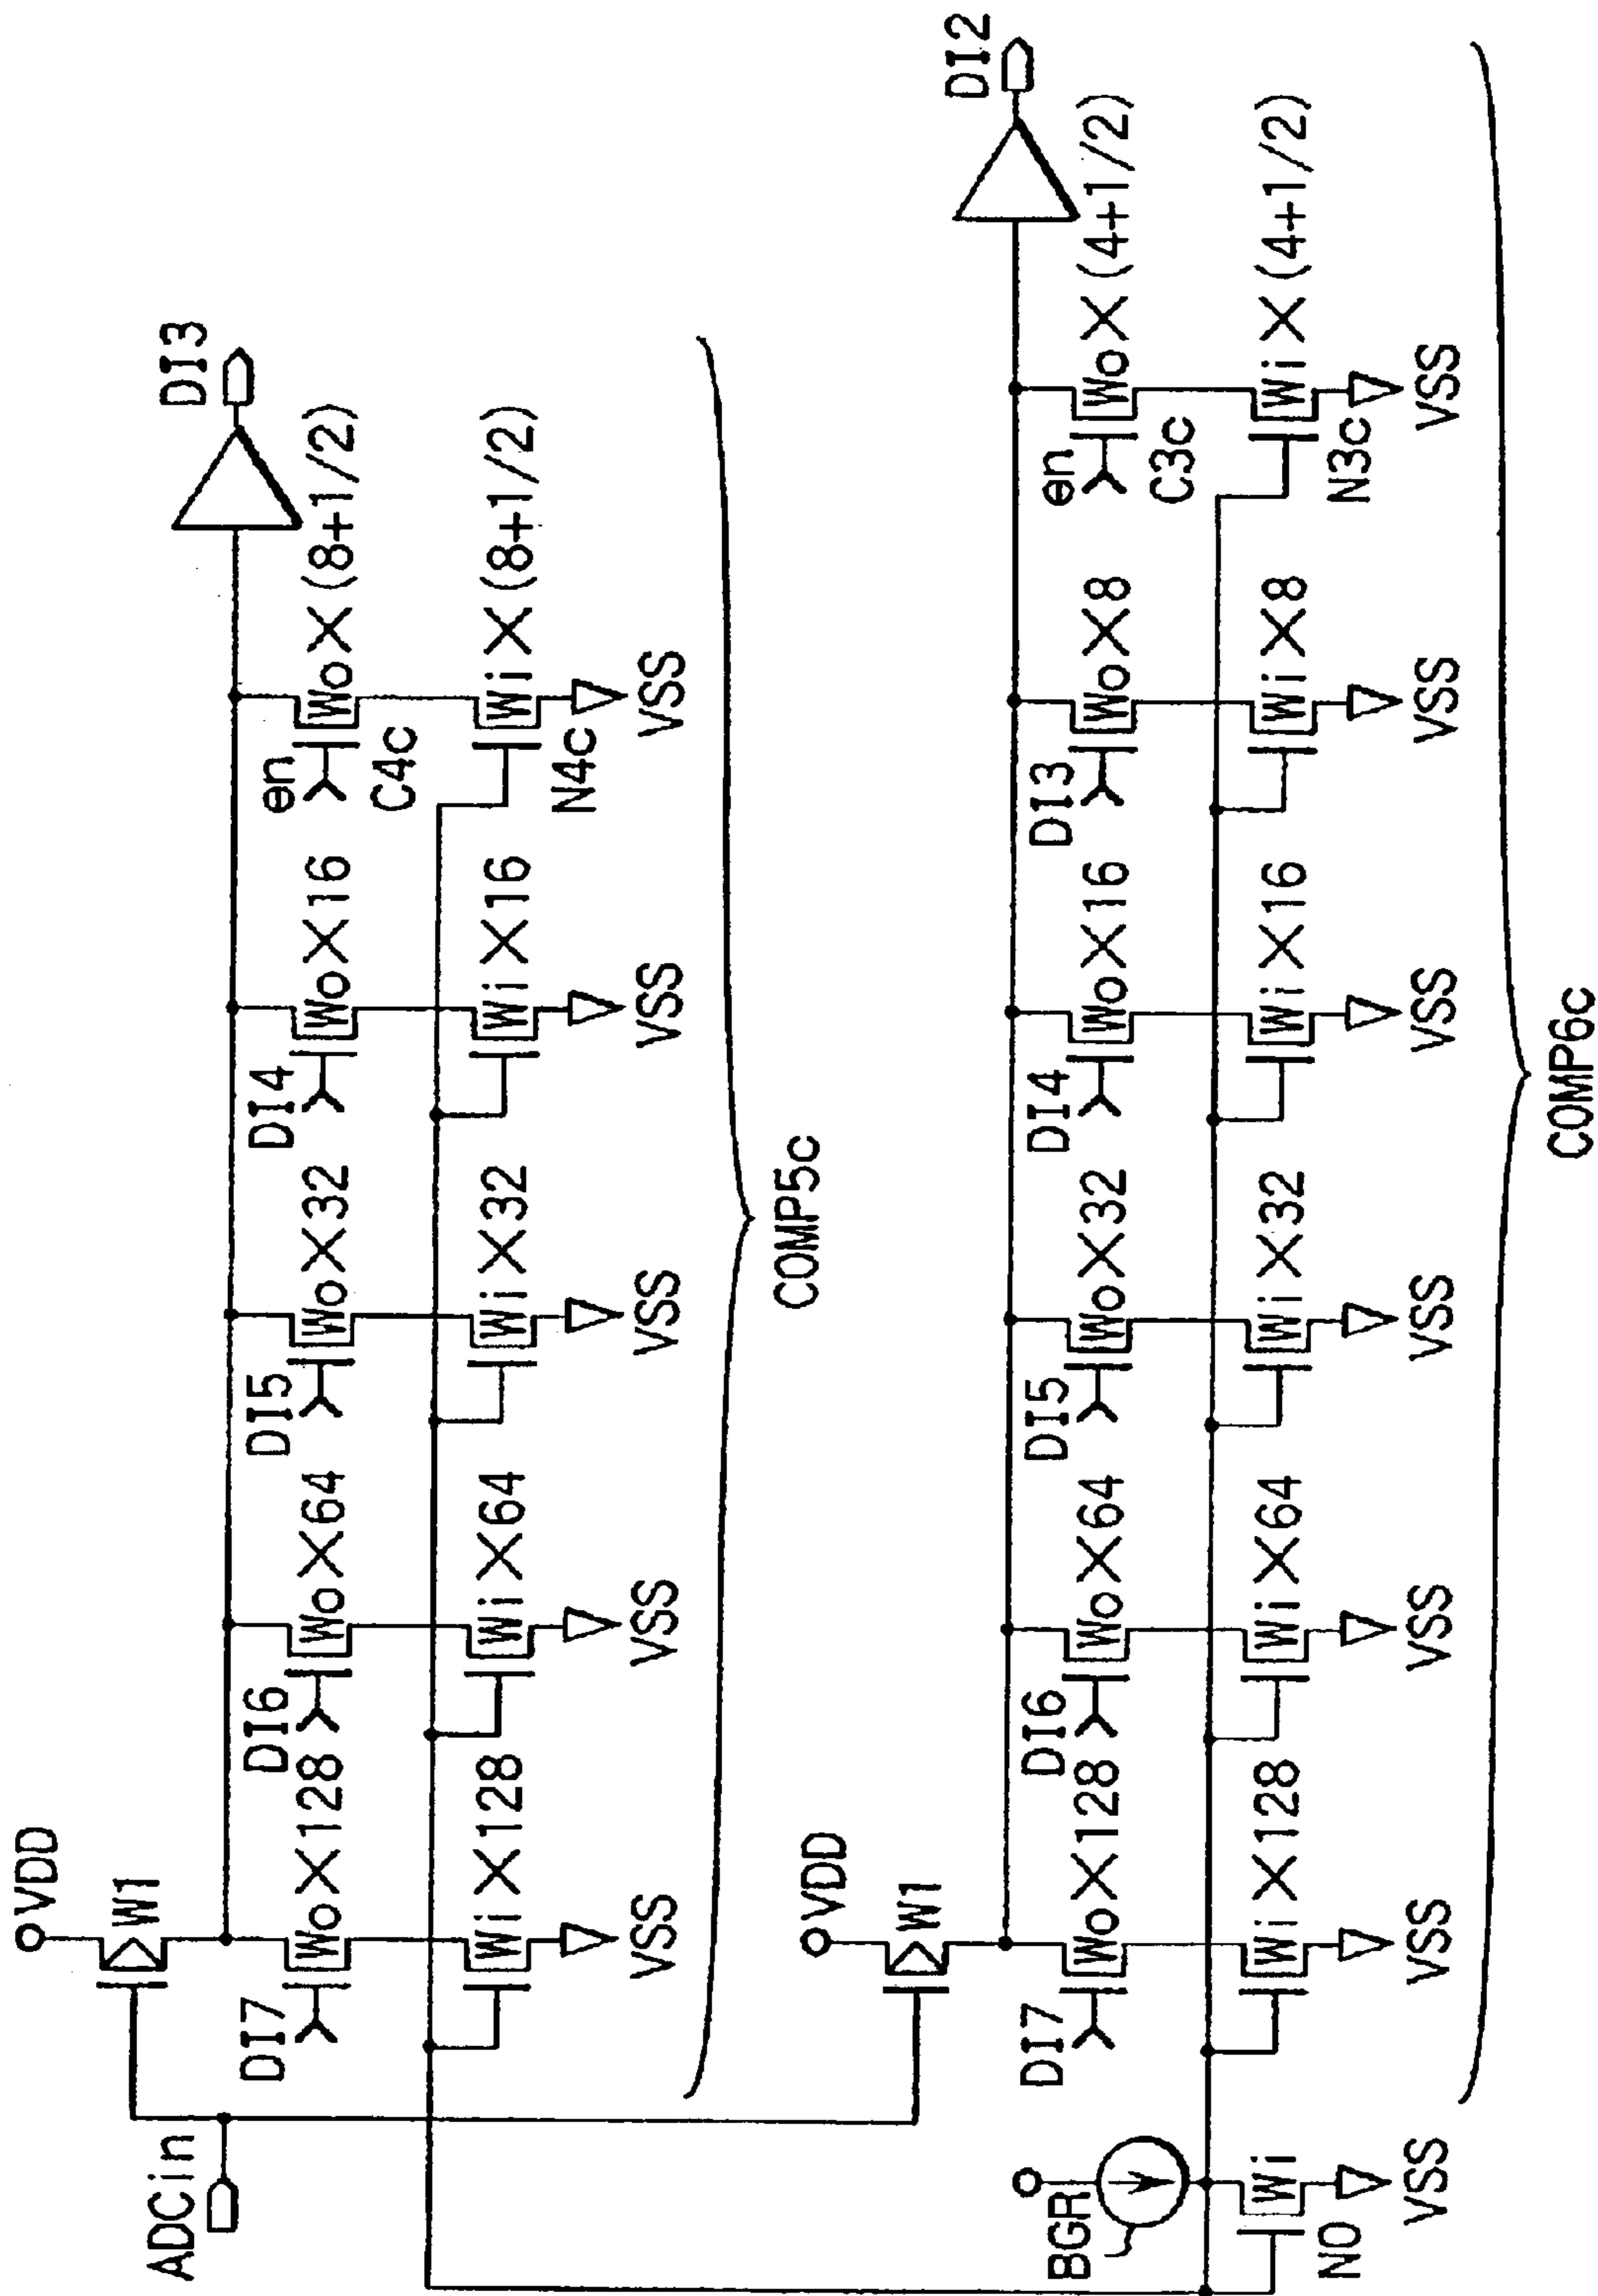 ADCin
VDD
W1
DI7
Wo×128
Wi×128
VSS
DI6
Wo×64
Wi×64
VSS
DI5
Wo×32
Wi×32
VSS
DI4
Wo×16
Wi×16
VSS
en
Wo×(8+1/2)
C4c
Wi×(8+1/2)
N4c
VSS
DI3
COMP5c
BGR
Wi
N0
VSS
VDD
W1
DI7
Wo×128
Wi×128
VSS
DI6
Wo×64
Wi×64
VSS
DI5
Wo×32
Wi×32
VSS
DI4
Wo×16
Wi×16
VSS
DI3
Wo×8
Wi×8
VSS
en
Wo×(4+1/2)
C3c
Wi×(4+1/2)
N3c
VSS
DI2
COMP6c